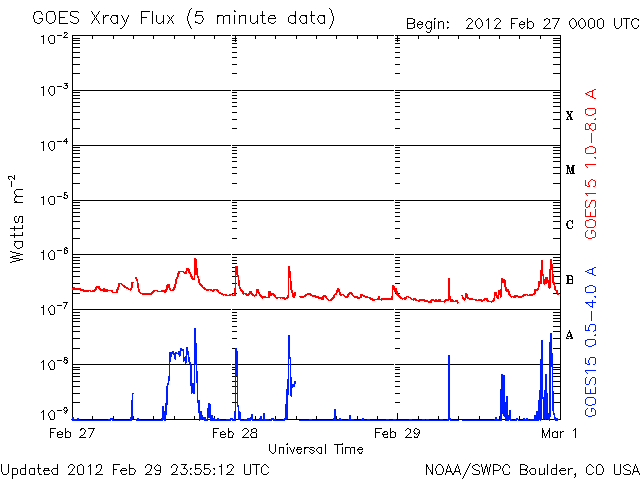 GOES Xray Flux (5 minute data)
Begin: 2012 Feb 27 0000 UTC
10⁻²
10⁻³
10⁻⁴
10⁻⁵
10⁻⁶
10⁻⁷
10⁻⁸
10⁻⁹
Watts m⁻²
X
M
C
B
A
GOES15 1.0-8.0 A
GOES15 0.5-4.0 A
Feb 27
Feb 28
Feb 29
Mar 1
Universal Time
Updated 2012 Feb 29 23:55:12 UTC
NOAA/SWPC Boulder, CO USA